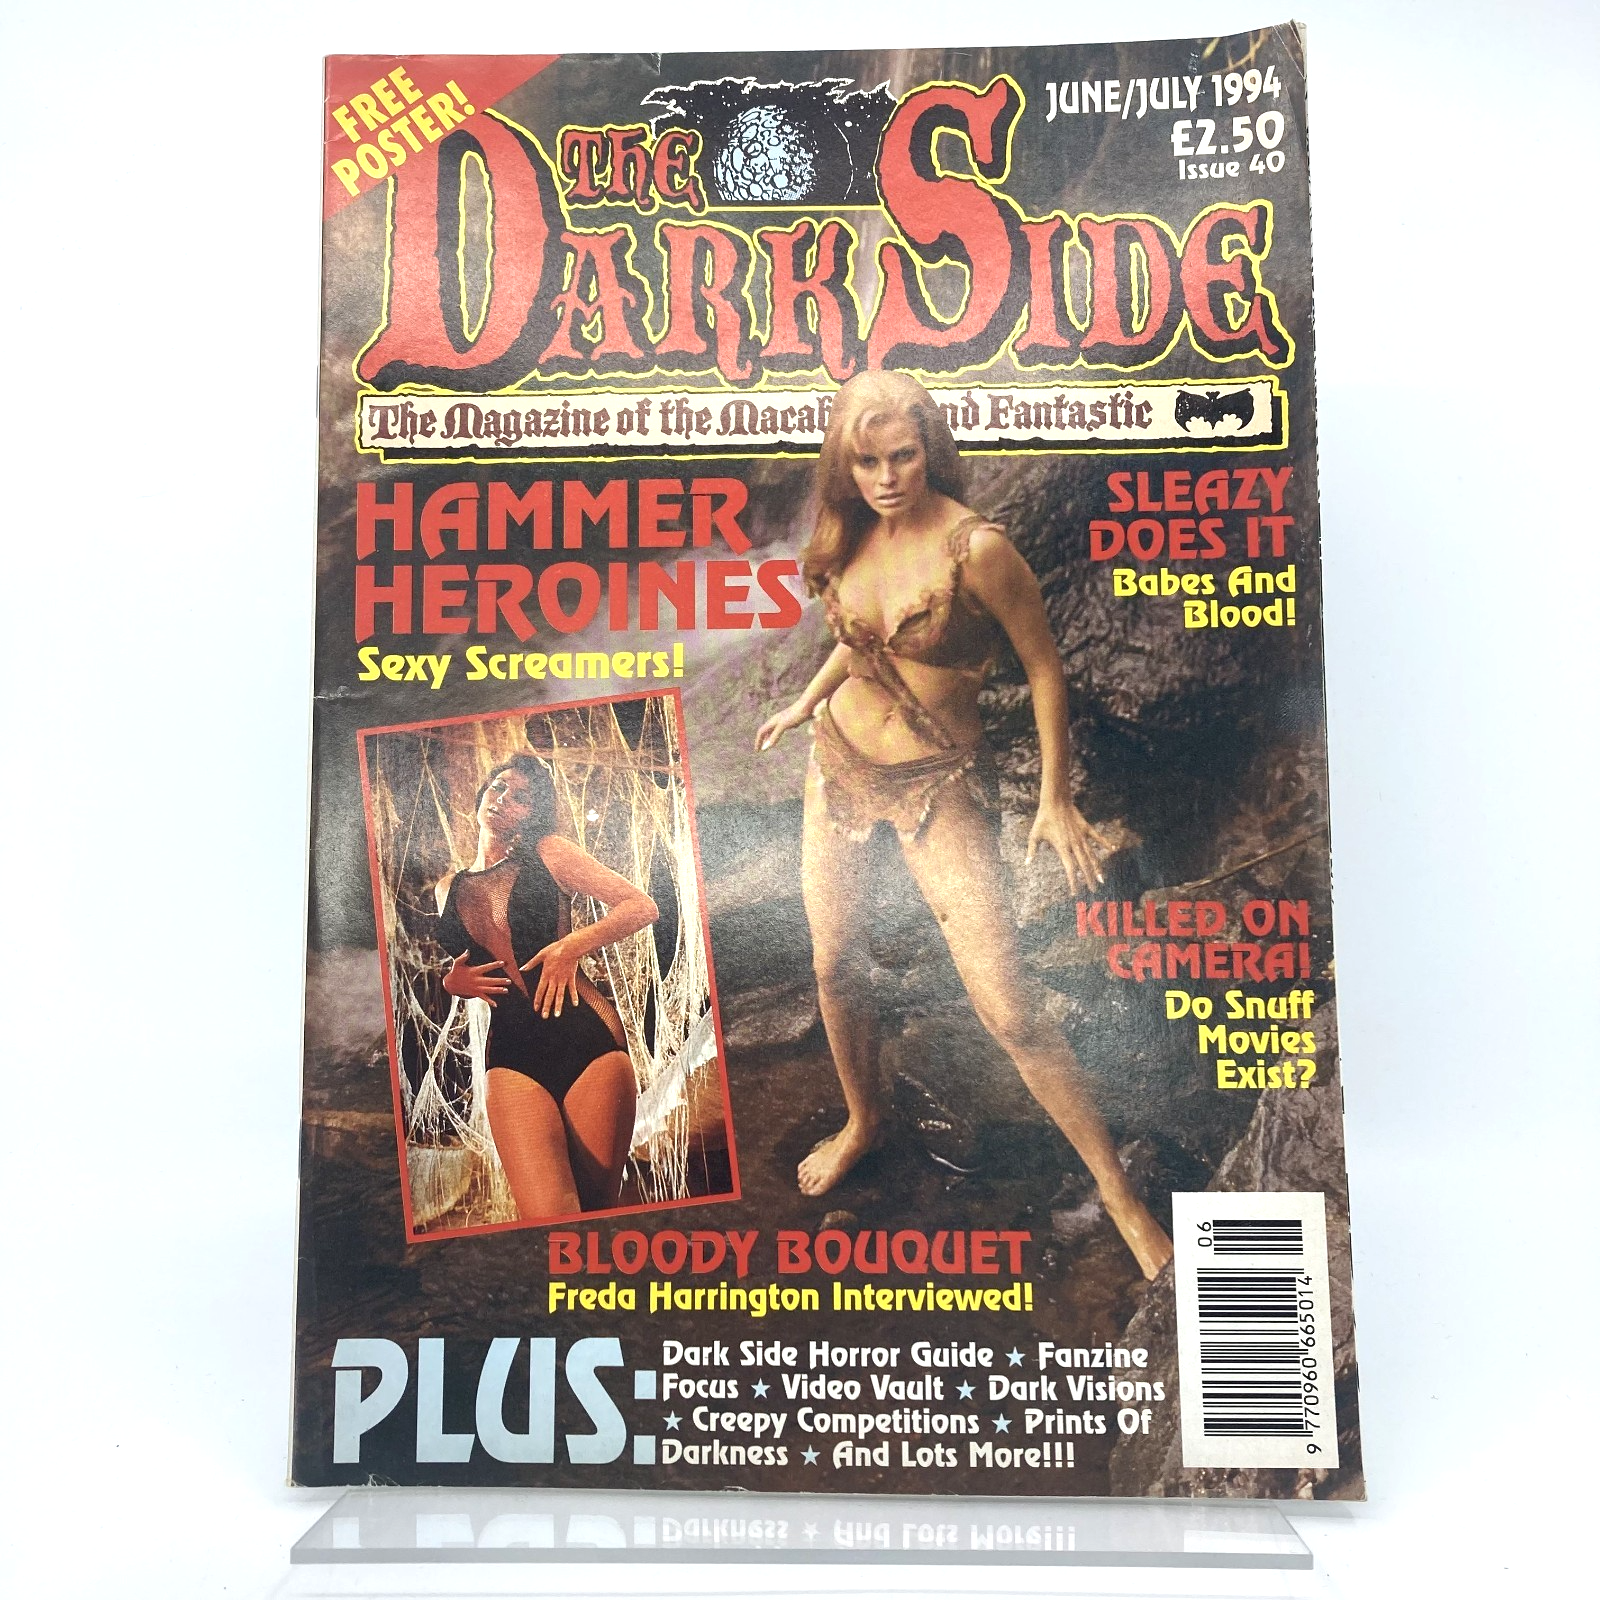 FREE
POSTER!
THE
DARK SIDE
JUNE/JULY 1994
£2.50
Issue 40
The Magazine of the Macab nd Fantastic
HAMMER
HEROINES
Sexy Screamers!
SLEAZY
DOES IT
Babes And
Blood!
KILLED ON
CAMERA!
Do Snuff
Movies
Exist?
BLOODY BOUQUET
Freda Harrington Interviewed!
PLUS:
Dark Side Horror Guide ★ Fanzine
Focus ★ Video Vault ★ Dark Visions
★ Creepy Competitions ★ Prints Of
Darkness ★ And Lots More!!!
06
9 770960 665014